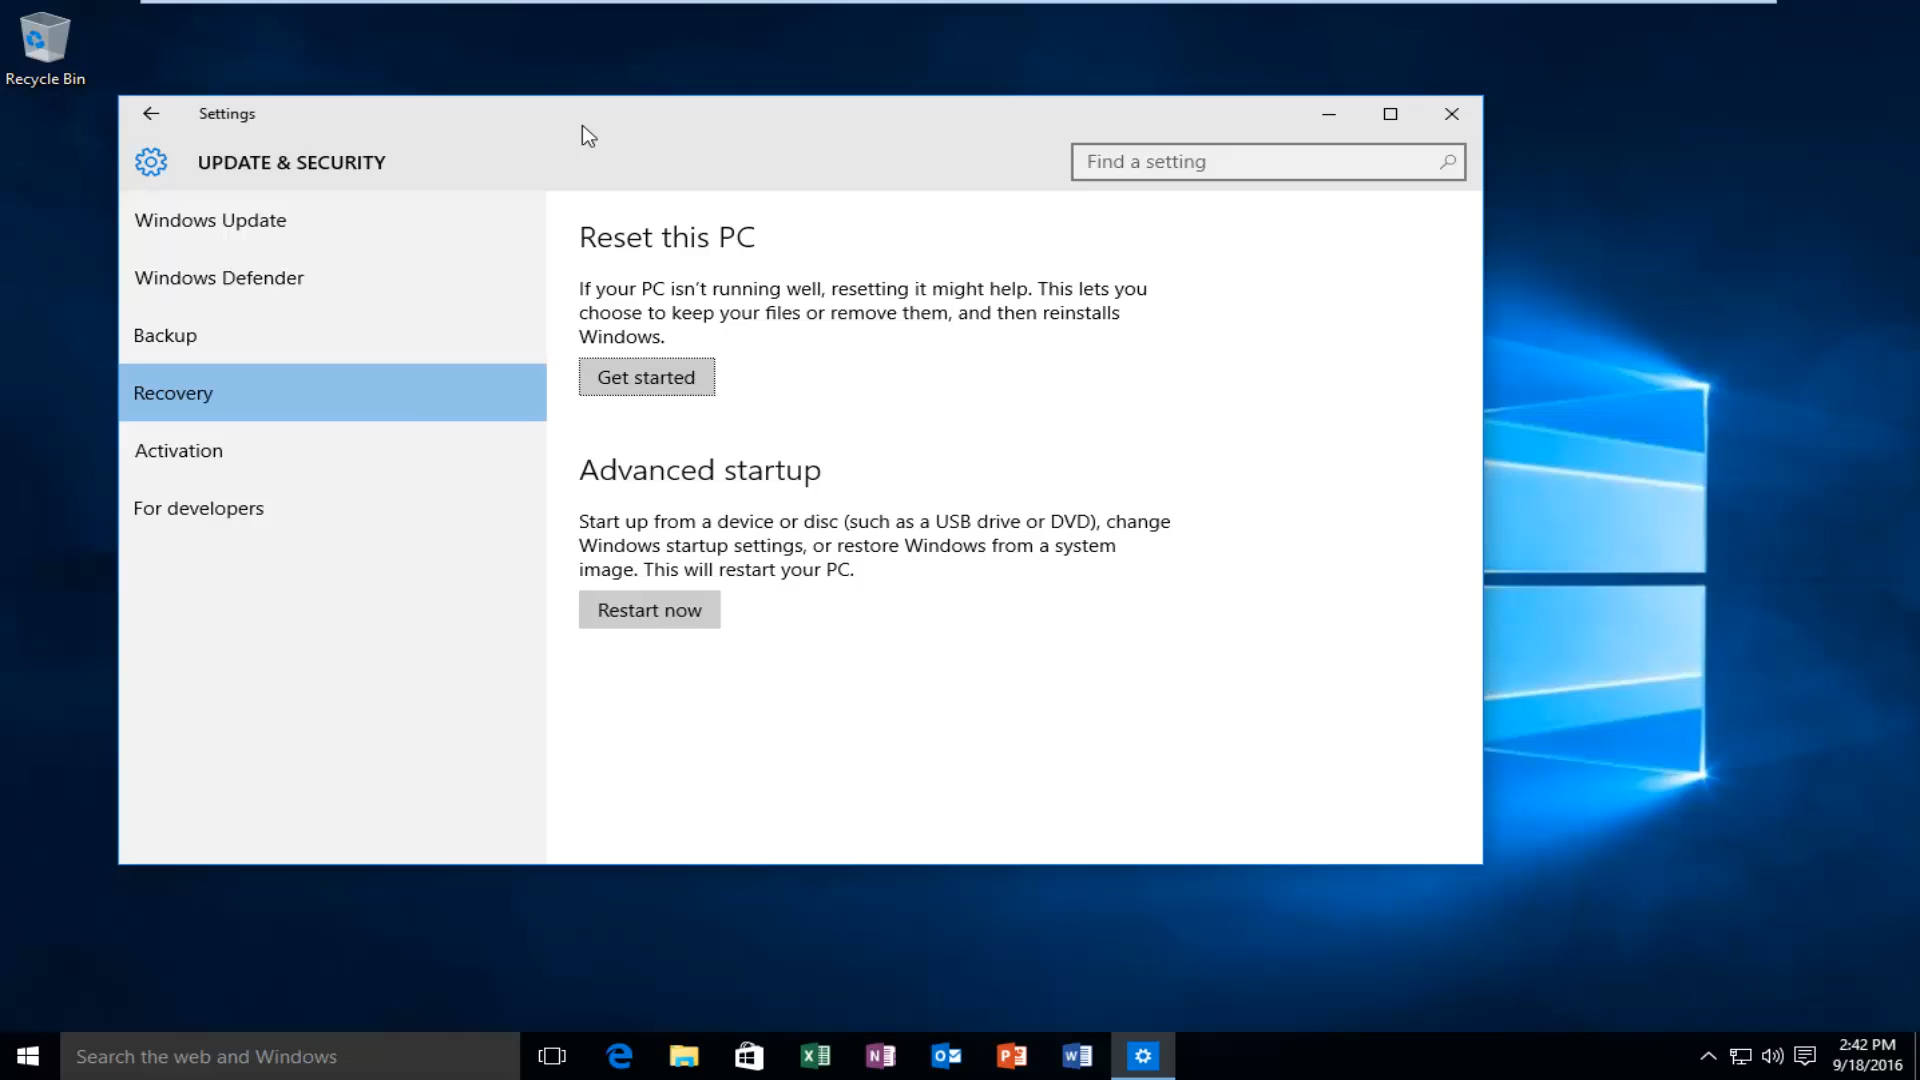 Recycle Bin
Settings
UPDATE & SECURITY
Find a setting
Windows Update
Windows Defender
Backup
Recovery
Activation
For developers
Reset this PC
If your PC isn't running well, resetting it might help. This lets you
choose to keep your files or remove them, and then reinstalls
Windows.
Get started
Advanced startup
Start up from a device or disc (such as a USB drive or DVD), change
Windows startup settings, or restore Windows from a system
image. This will restart your PC.
Restart now
Search the web and Windows
2:42 PM
9/18/2016